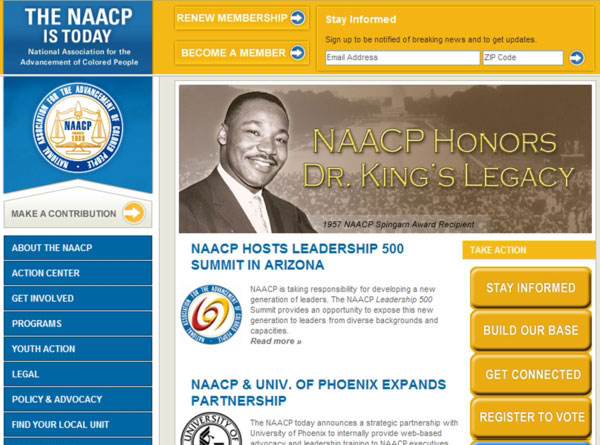 THE NAACP
IS TODAY
National Association for the
Advancement of Colored People
RENEW MEMBERSHIP
BECOME A MEMBER
Stay Informed
Sign up to be notified of breaking news and to get updates.
Email Address
ZIP Code
NATIONAL ASSOCIATION FOR THE ADVANCEMENT OF COLORED PEOPLE
NAACP
FOUNDED
1909
MAKE A CONTRIBUTION
ABOUT THE NAACP
ACTION CENTER
GET INVOLVED
PROGRAMS
YOUTH ACTION
LEGAL
POLICY & ADVOCACY
FIND YOUR LOCAL UNIT
NAACP HONORS
DR. KING'S LEGACY
1957 NAACP Spingarn Award Recipient
NAACP HOSTS LEADERSHIP 500
SUMMIT IN ARIZONA
NAACP is taking responsibility for developing a new
generation of leaders. The NAACP Leadership 500
Summit provides an opportunity to expose this new
generation to leaders from diverse backgrounds and
capacities.
Read more »
NAACP & UNIV. OF PHOENIX EXPANDS
PARTNERSHIP
UNIVERSITY OF
The NAACP today announces a strategic partnership with
University of Phoenix to internally provide web-based
advocacy and leadership training to NAACP executives
TAKE ACTION
STAY INFORMED
BUILD OUR BASE
GET CONNECTED
REGISTER TO VOTE